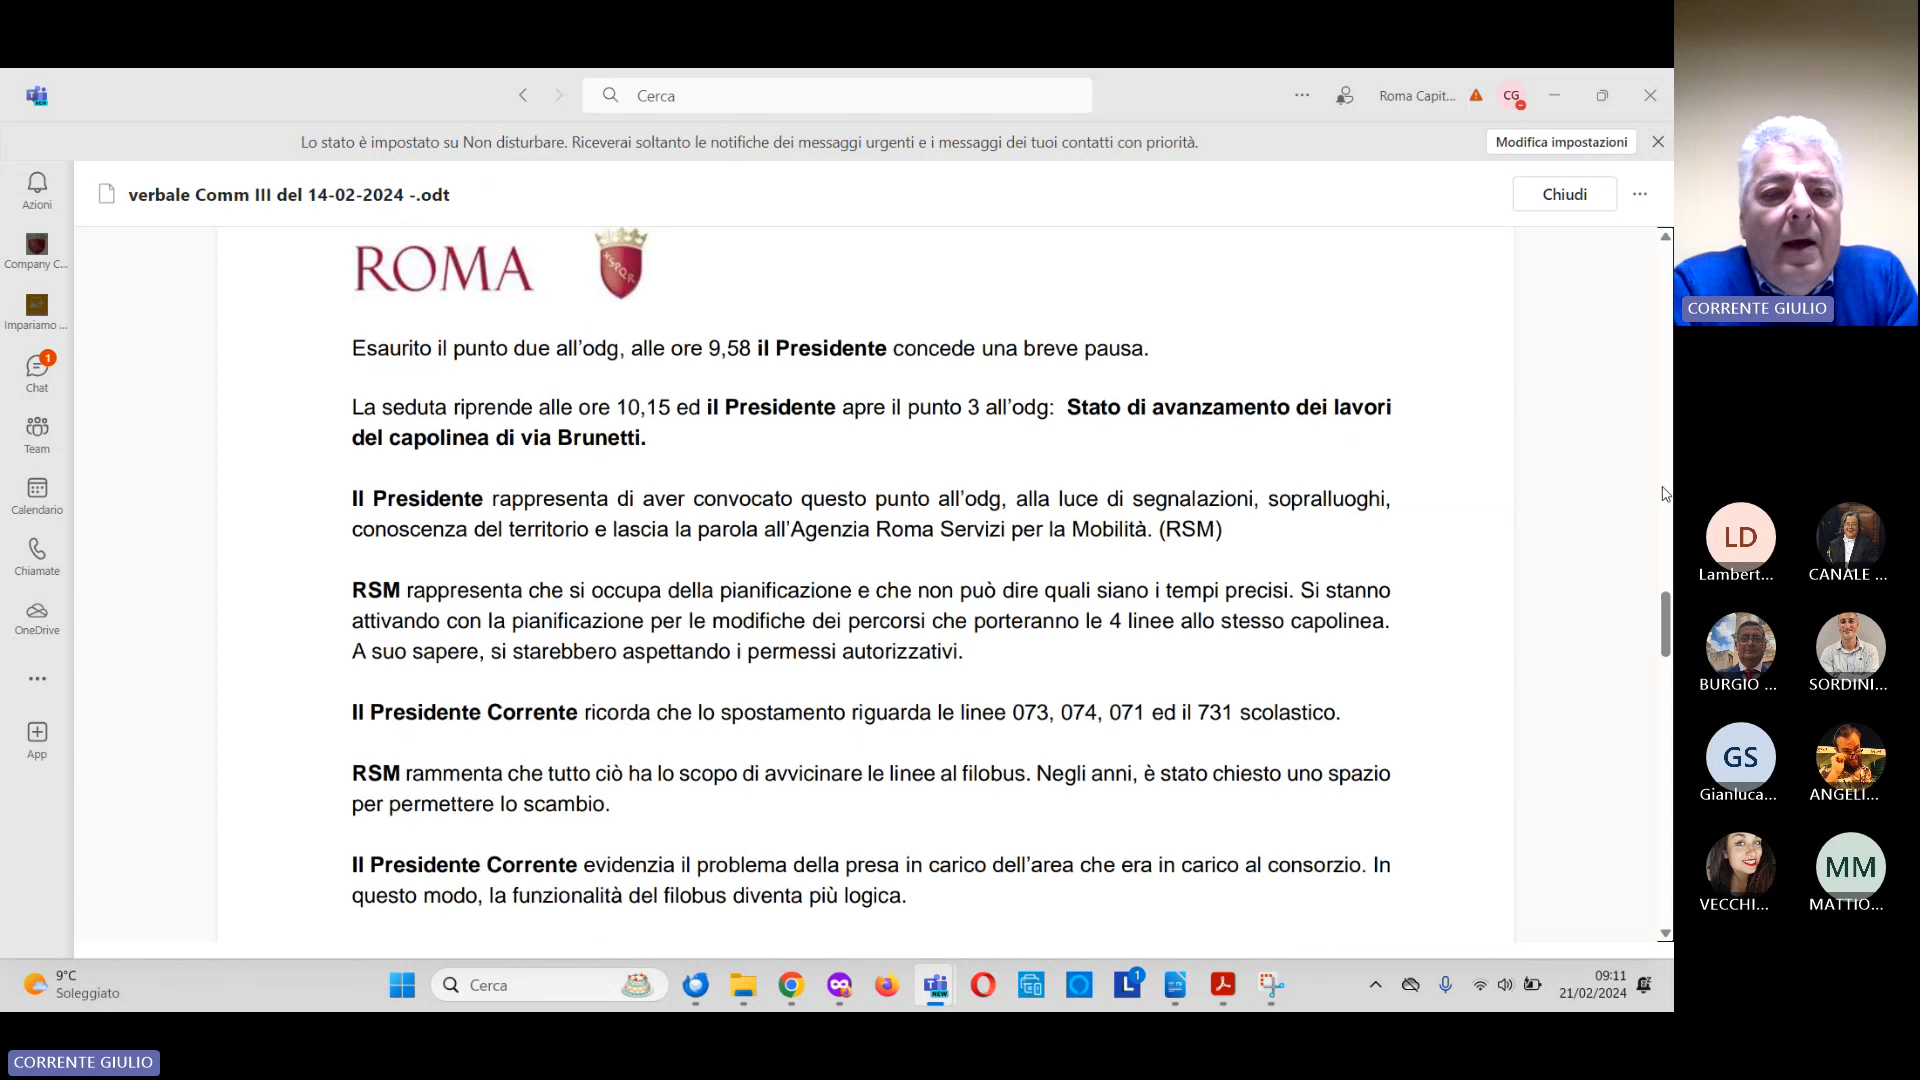 Cerca
Roma Capit...
CG
Lo stato è impostato su Non disturbare. Riceverai soltanto le notifiche dei messaggi urgenti e i messaggi dei tuoi contatti con priorità.
Modifica impostazioni
Azioni
Company C...
Impariamo ...
1
Chat
Team
Calendario
Chiamate
OneDrive
App
verbale Comm III del 14-02-2024 -.odt
Chiudi
ROMA
Esaurito il punto due all’odg, alle ore 9,58 il Presidente concede una breve pausa.
La seduta riprende alle ore 10,15 ed il Presidente apre il punto 3 all’odg: Stato di avanzamento dei lavori
del capolinea di via Brunetti.
Il Presidente rappresenta di aver convocato questo punto all’odg, alla luce di segnalazioni, sopralluoghi,
conoscenza del territorio e lascia la parola all’Agenzia Roma Servizi per la Mobilità. (RSM)
RSM rappresenta che si occupa della pianificazione e che non può dire quali siano i tempi precisi. Si stanno
attivando con la pianificazione per le modifiche dei percorsi che porteranno le 4 linee allo stesso capolinea.
A suo sapere, si starebbero aspettando i permessi autorizzativi.
Il Presidente Corrente ricorda che lo spostamento riguarda le linee 073, 074, 071 ed il 731 scolastico.
RSM rammenta che tutto ciò ha lo scopo di avvicinare le linee al filobus. Negli anni, è stato chiesto uno spazio
per permettere lo scambio.
Il Presidente Corrente evidenzia il problema della presa in carico dell’area che era in carico al consorzio. In
questo modo, la funzionalità del filobus diventa più logica.
CORRENTE GIULIO
LD
Lambert...
CANALE ...
BURGIO ...
SORDINI...
GS
Gianluca...
ANGELI...
VECCHI...
MM
MATTIO...
9°C
Soleggiato
Cerca
NEW
L
1
09:11
21/02/2024
CORRENTE GIULIO